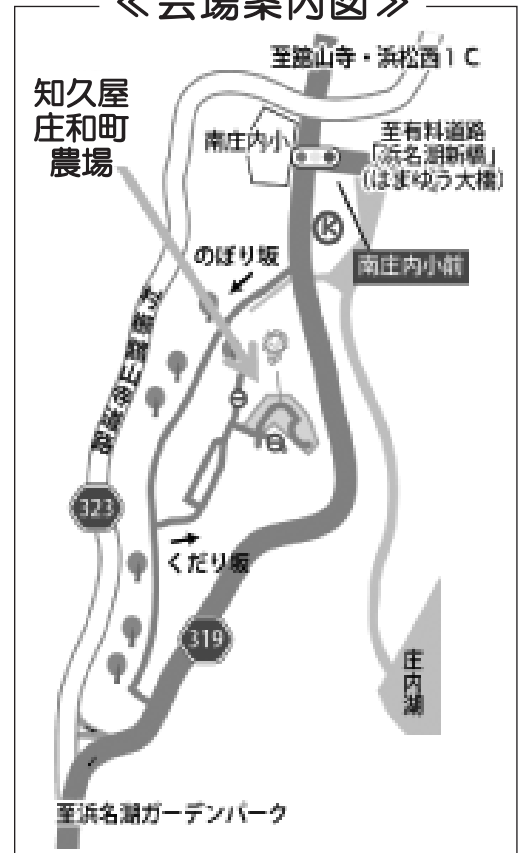 ≪会場案内図≫
至舘山寺・浜松西IC
知久屋
庄和町
農場
南庄内小
至有料道路
「浜名湖新橋」
(はまゆう大橋)
Ⓚ
南庄内小前
のぼり坂
323
くだり坂
319
庄内湖
至浜名湖ガーデンパーク